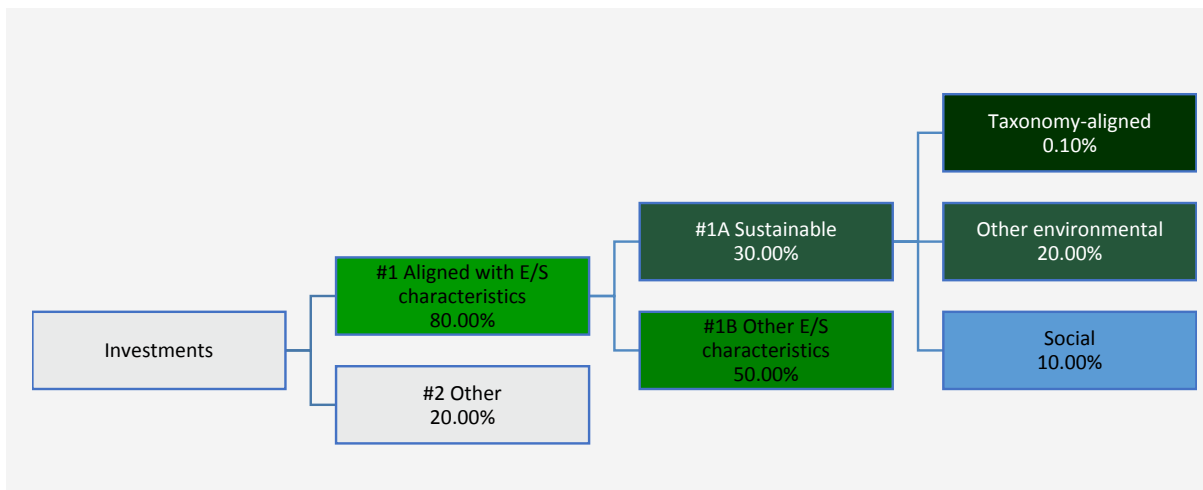 Investments
#1 Aligned with E/S
characteristics
80.00%
#2 Other
20.00%
#1A Sustainable
30.00%
#1B Other E/S
characteristics
50.00%
Taxonomy-aligned
0.10%
Other environmental
20.00%
Social
10.00%